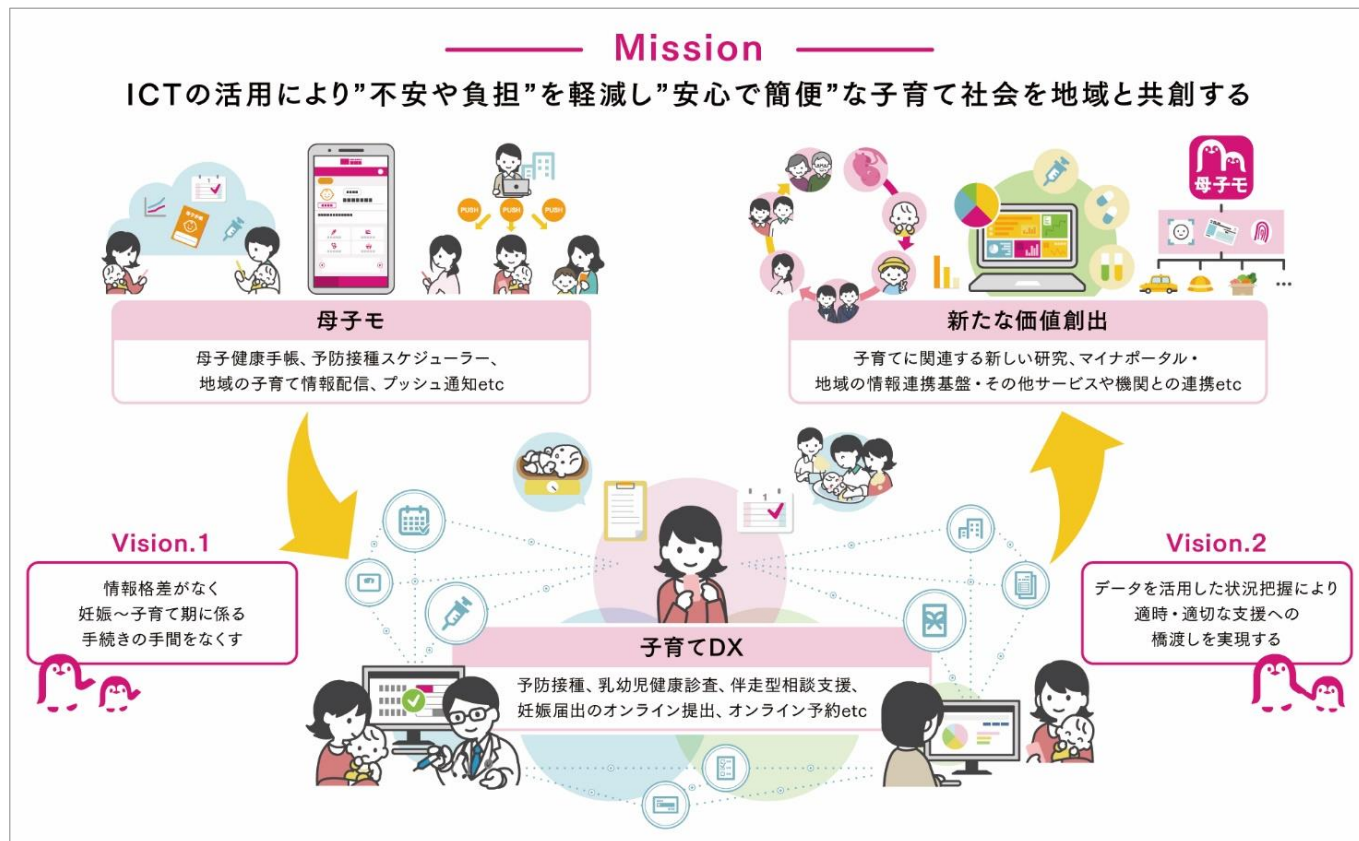 Mission
ICTの活用により”不安や負担”を軽減し”安心で簡便”な子育て社会を地域と共創する
PUSH
PUSH
PUSH
母子モ
母子健康手帳、予防接種スケジューラー、
地域の子育て情報配信、プッシュ通知etc
母子モ
…
新たな価値創出
子育てに関連する新しい研究、マイナポータル・
地域の情報連携基盤・その他サービスや機関との連携etc
Vision.1
情報格差がなく
妊娠〜子育て期に係る
手続きの手間をなくす
1
子育てDX
予防接種、乳幼児健康診査、伴走型相談支援、
妊娠届出のオンライン提出、オンライン予約etc
Vision.2
データを活用した状況把握により
適時・適切な支援への
橋渡しを実現する